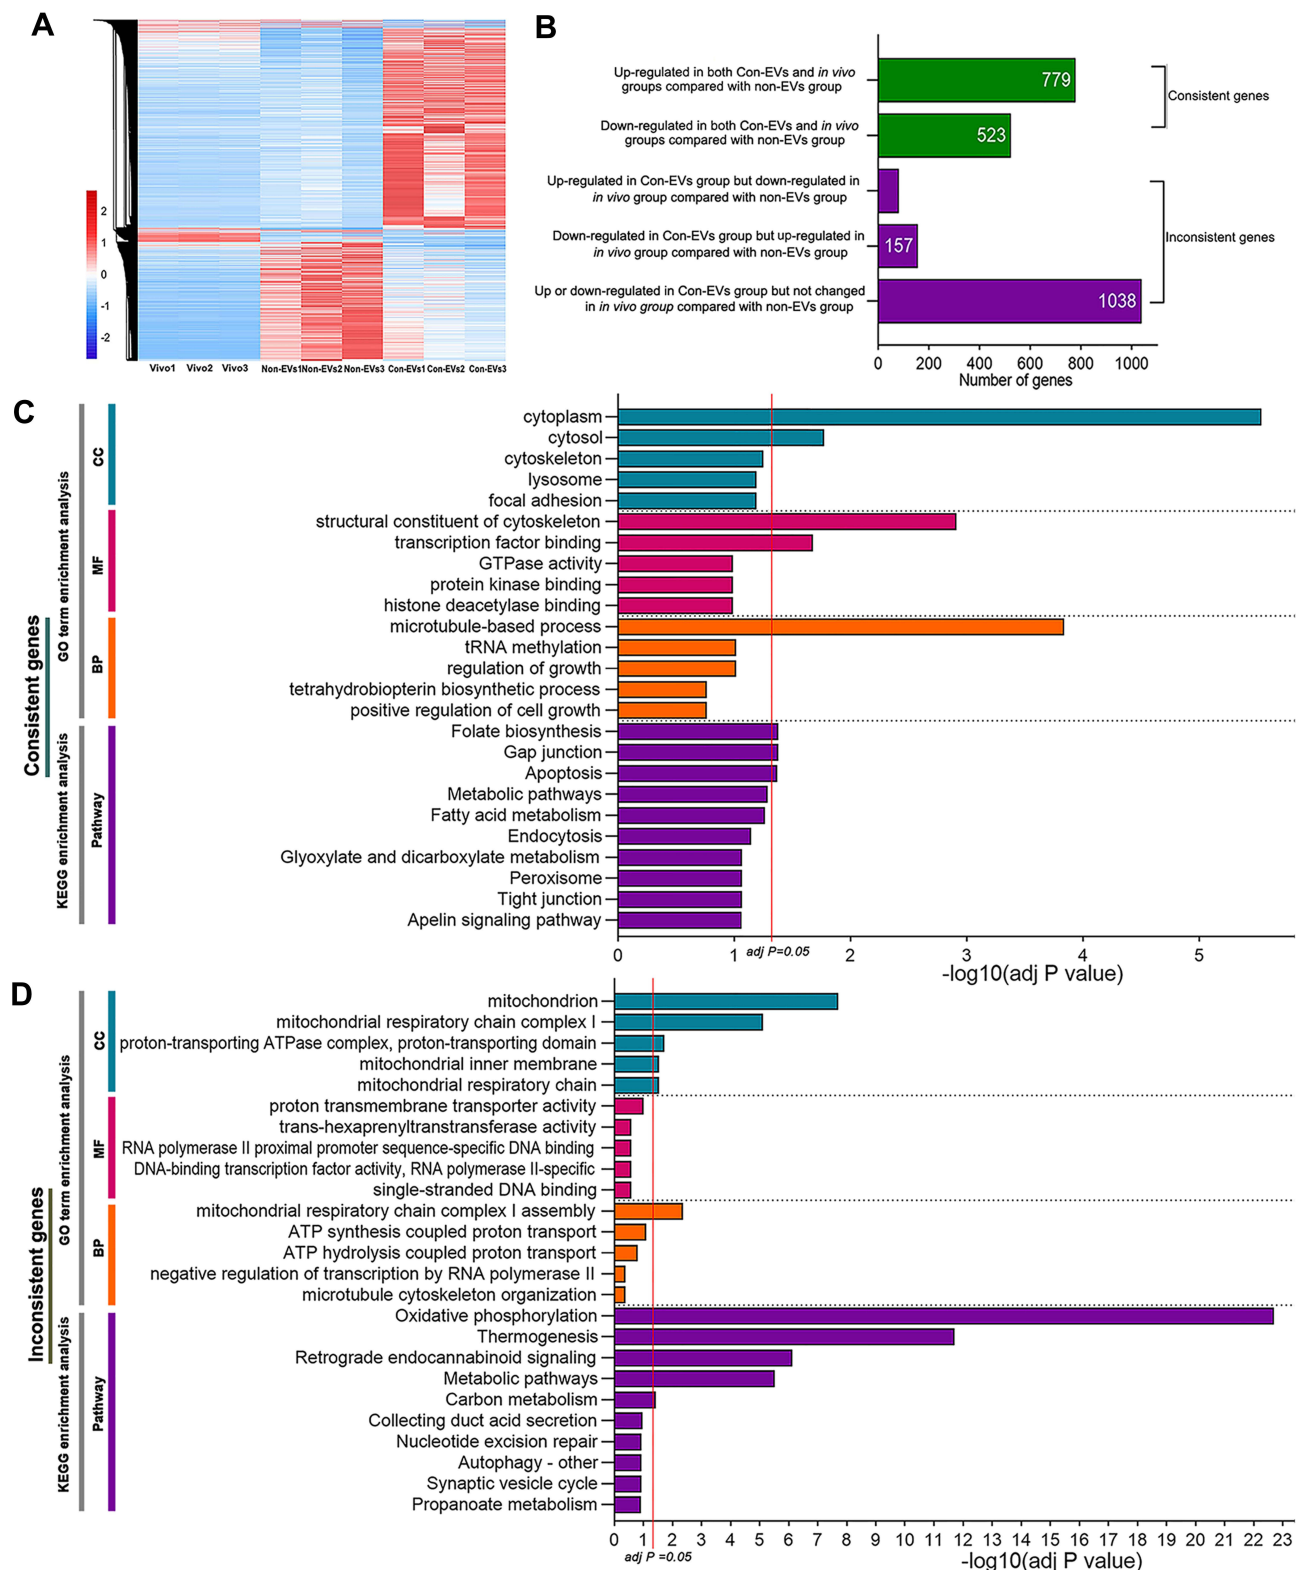 A
2
1
0
-1
-2
Vivo1 Vivo2 Vivo3 Non-EVs1 Non-EVs2 Non-EVs3 Con-EVs1 Con-EVs2 Con-EVs3
B
Up-regulated in both Con-EVs and in vivo
groups compared with non-EVs group
779
Down-regulated in both Con-EVs and in vivo
groups compared with non-EVs group
523
Consistent genes
Up-regulated in Con-EVs group but down-regulated in
in vivo group compared with non-EVs group
Down-regulated in Con-EVs group but up-regulated in
in vivo group compared with non-EVs group
157
Up or down-regulated in Con-EVs group but not changed
in in vivo group compared with non-EVs group
1038
Inconsistent genes
0 200 400 600 800 1000
Number of genes
C
Consistent genes
GO term enrichment analysis
KEGG enrichment analysis
CC
MF
BP
Pathway
cytoplasm
cytosol
cytoskeleton
lysosome
focal adhesion
structural constituent of cytoskeleton
transcription factor binding
GTPase activity
protein kinase binding
histone deacetylase binding
microtubule-based process
tRNA methylation
regulation of growth
tetrahydrobiopterin biosynthetic process
positive regulation of cell growth
Folate biosynthesis
Gap junction
Apoptosis
Metabolic pathways
Fatty acid metabolism
Endocytosis
Glyoxylate and dicarboxylate metabolism
Peroxisome
Tight junction
Apelin signaling pathway
0 1 2 3 4 5
adj P=0.05
-log10(adj P value)
D
Inconsistent genes
GO term enrichment analysis
KEGG enrichment analysis
CC
MF
BP
Pathway
mitochondrion
mitochondrial respiratory chain complex I
proton-transporting ATPase complex, proton-transporting domain
mitochondrial inner membrane
mitochondrial respiratory chain
proton transmembrane transporter activity
trans-hexaprenyltranstransferase activity
RNA polymerase II proximal promoter sequence-specific DNA binding
DNA-binding transcription factor activity, RNA polymerase II-specific
single-stranded DNA binding
mitochondrial respiratory chain complex I assembly
ATP synthesis coupled proton transport
ATP hydrolysis coupled proton transport
negative regulation of transcription by RNA polymerase II
microtubule cytoskeleton organization
Oxidative phosphorylation
Thermogenesis
Retrograde endocannabinoid signaling
Metabolic pathways
Carbon metabolism
Collecting duct acid secretion
Nucleotide excision repair
Autophagy - other
Synaptic vesicle cycle
Propanoate metabolism
0 1 2 3 4 5 6 7 8 9 10 11 12 13 14 15 16 17 18 19 20 21 22 23
adj P =0.05
-log10(adj P value)